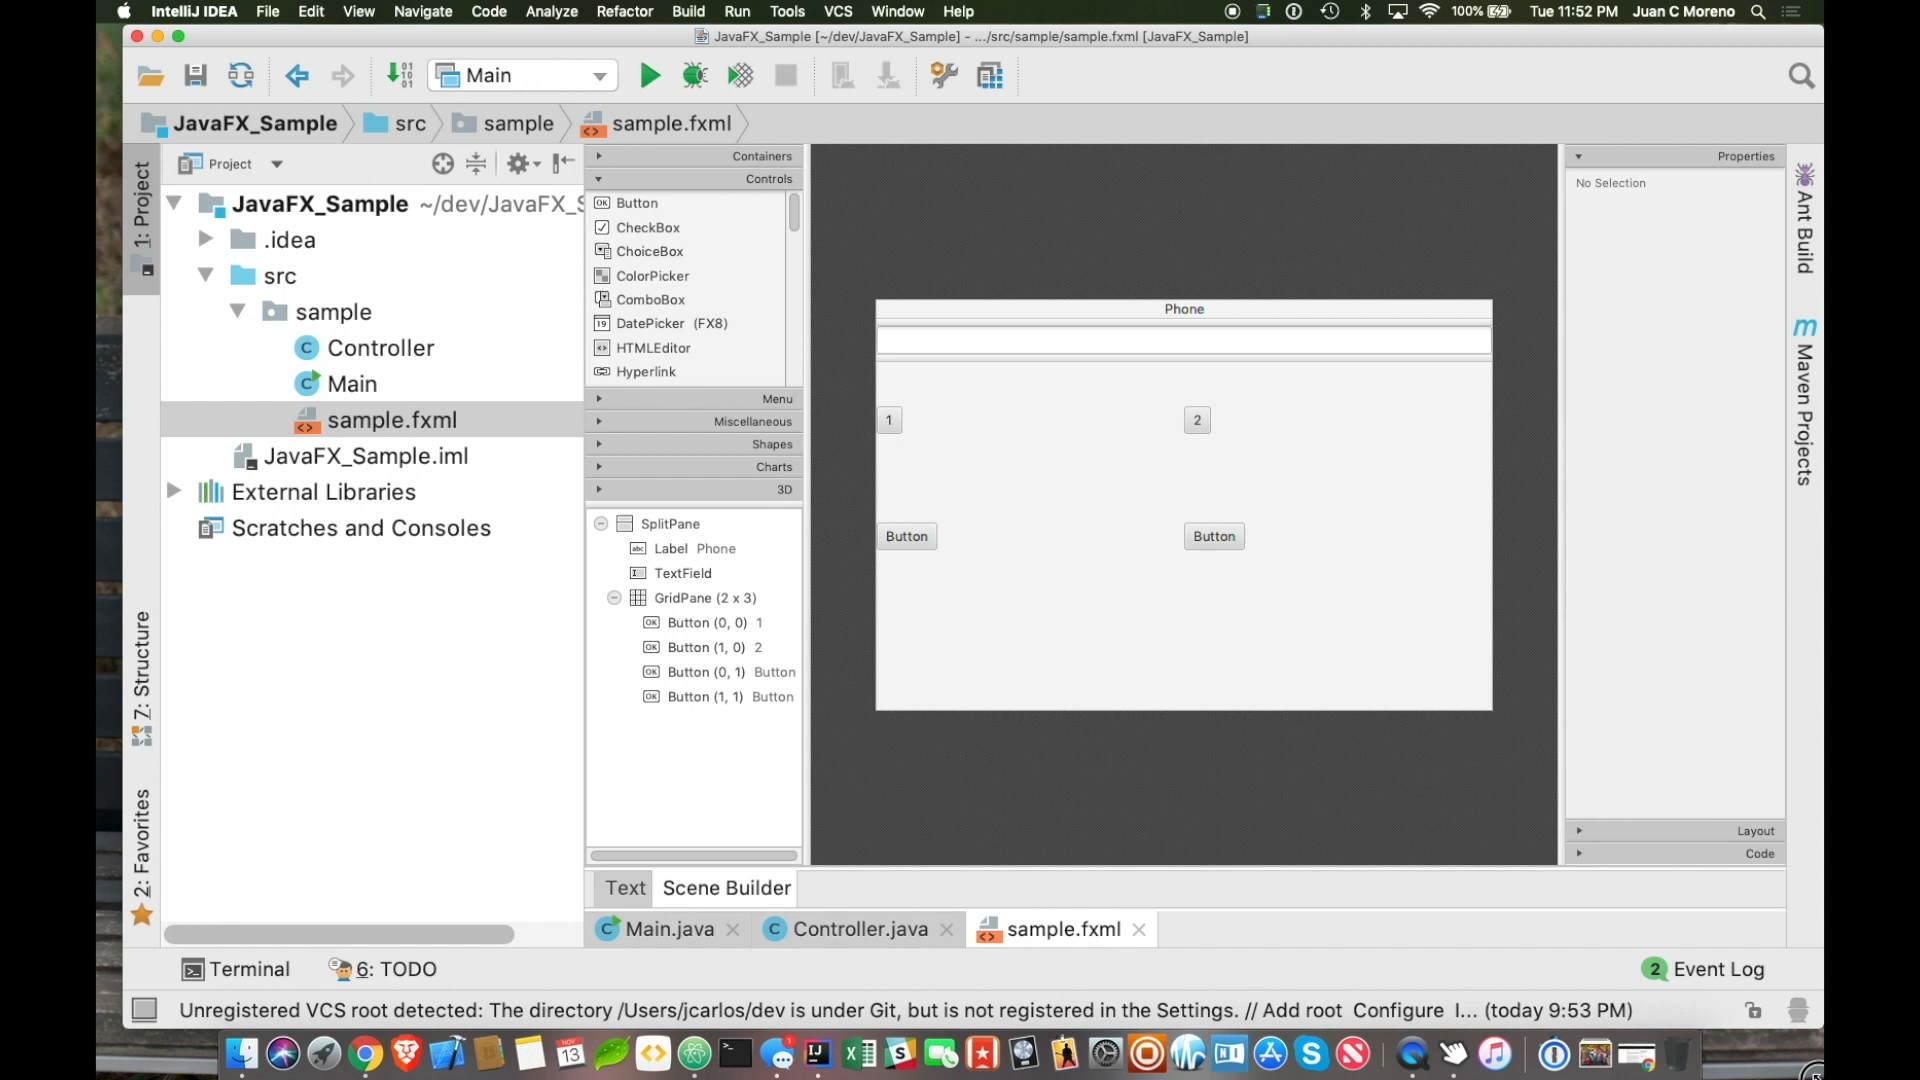 IntelliJ IDEA File Edit View Navigate Code Analyze Refactor Build Run Tools VCS Window Help 100% Tue 11:52 PM Juan C Moreno
JavaFX_Sample [~/dev/JavaFX_Sample] - .../src/sample/sample.fxml [JavaFX_Sample]
Main
JavaFX_Sample src sample sample.fxml
1: Project
7: Structure
2: Favorites
Project
JavaFX_Sample ~/dev/JavaFX_S
.idea
src
sample
Controller
Main
sample.fxml
JavaFX_Sample.iml
External Libraries
Scratches and Consoles
Containers
Controls
Button
CheckBox
ChoiceBox
ColorPicker
ComboBox
DatePicker (FX8)
HTMLEditor
Hyperlink
Menu
Miscellaneous
Shapes
Charts
3D
SplitPane
Label Phone
TextField
GridPane (2 x 3)
Button (0, 0) 1
Button (1, 0) 2
Button (0, 1) Button
Button (1, 1) Button
Phone
1 2
Button Button
Properties
No Selection
Layout
Code
Ant Build
Maven Projects
Text Scene Builder
Main.java Controller.java sample.fxml
Terminal 6: TODO 2 Event Log
Unregistered VCS root detected: The directory /Users/jcarlos/dev is under Git, but is not registered in the Settings. // Add root Configure I... (today 9:53 PM)
NOV
13